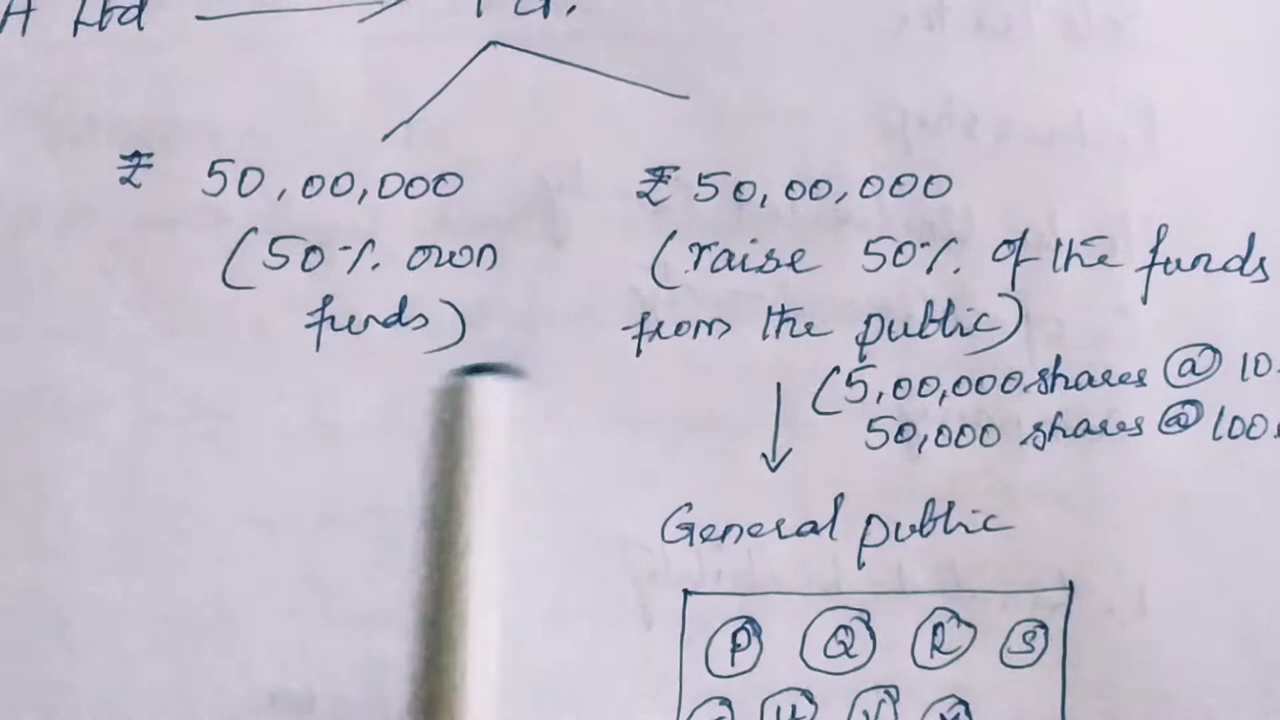 A Ltd
₹ 50,00,000
(50% own
funds)
₹ 50,00,000
(raise 50% of the funds
from the public)
(5,00,000 shares @ 10
50,000 shares @ 100
General public
P Q R S